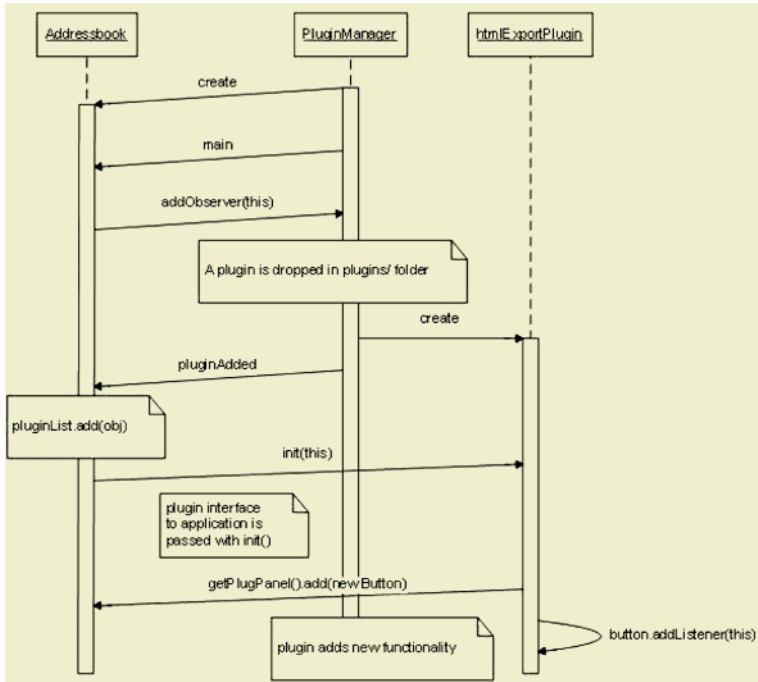 Addressbook
PluginManager
htmlExportPlugin
create
main
addObserver(this)
A plugin is dropped in plugins/ folder
create
pluginAdded
pluginList.add(obj)
init(this)
plugin interface
to application is
passed with init()
getPlugPanel().add(newButton)
button.addListener(this)
plugin adds new functionality